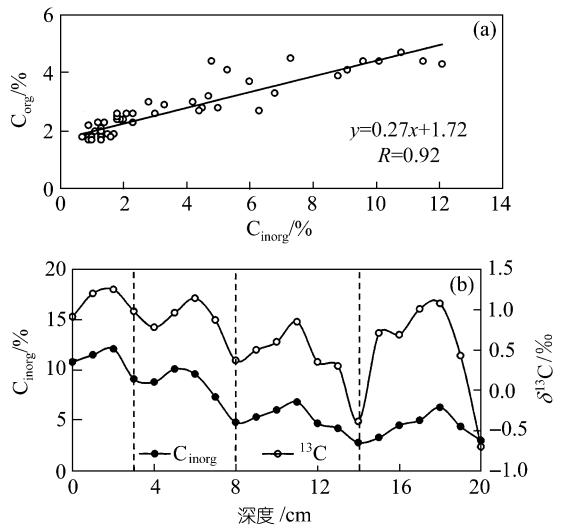 (a)
6
4
2
0
C_org/%
0 2 4 6 8 10 12 14
C_inorg/%
y=0.27x+1.72
R=0.92
(b)
20
15
10
5
0
C_inorg/%
1.5
1.0
0.5
0.0
−0.5
−1.0
δ¹³C/‰
C_inorg
¹³C
0 4 8 12 16 20
深度/cm